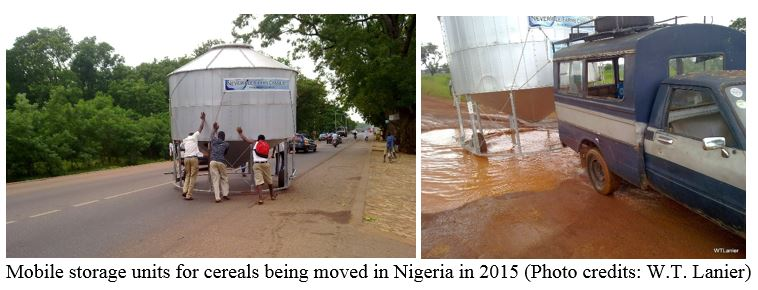 WTLanier
Mobile storage units for cereals being moved in Nigeria in 2015 (Photo credits: W.T. Lanier)